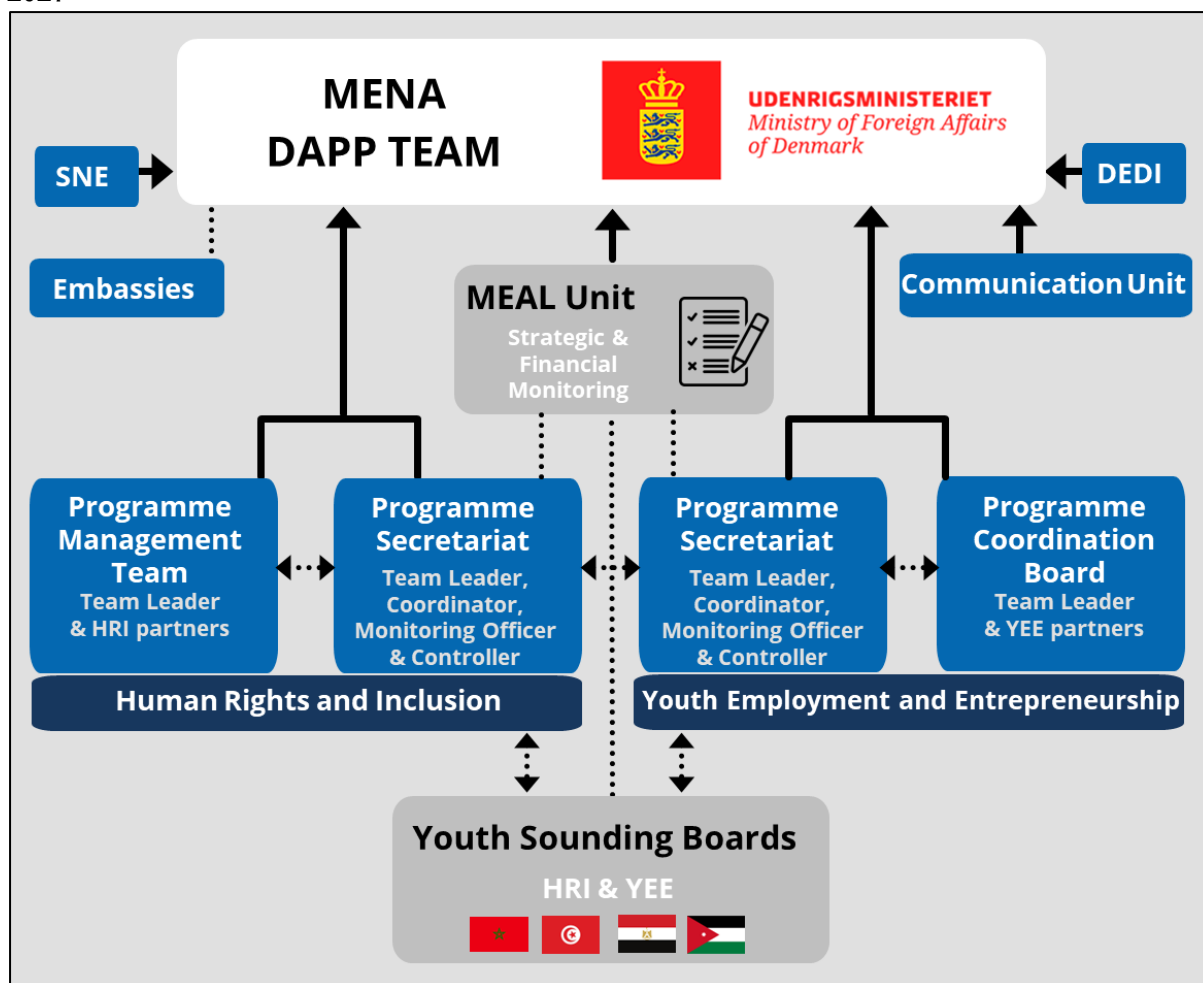 MENA
DAPP TEAM
UDENRIGSMINISTERIET
Ministry of Foreign Affairs
of Denmark
SNE
DEDI
Embassies
Communication Unit
MEAL Unit
Strategic &
Financial
Monitoring
Programme
Management
Team
Team Leader
& HRI partners
Programme
Secretariat
Team Leader,
Coordinator,
Monitoring Officer
& Controller
Programme
Secretariat
Team Leader,
Coordinator,
Monitoring Officer
& Controller
Programme
Coordination
Board
Team Leader
& YEE partners
Human Rights and Inclusion
Youth Employment and Entrepreneurship
Youth Sounding Boards
HRI & YEE